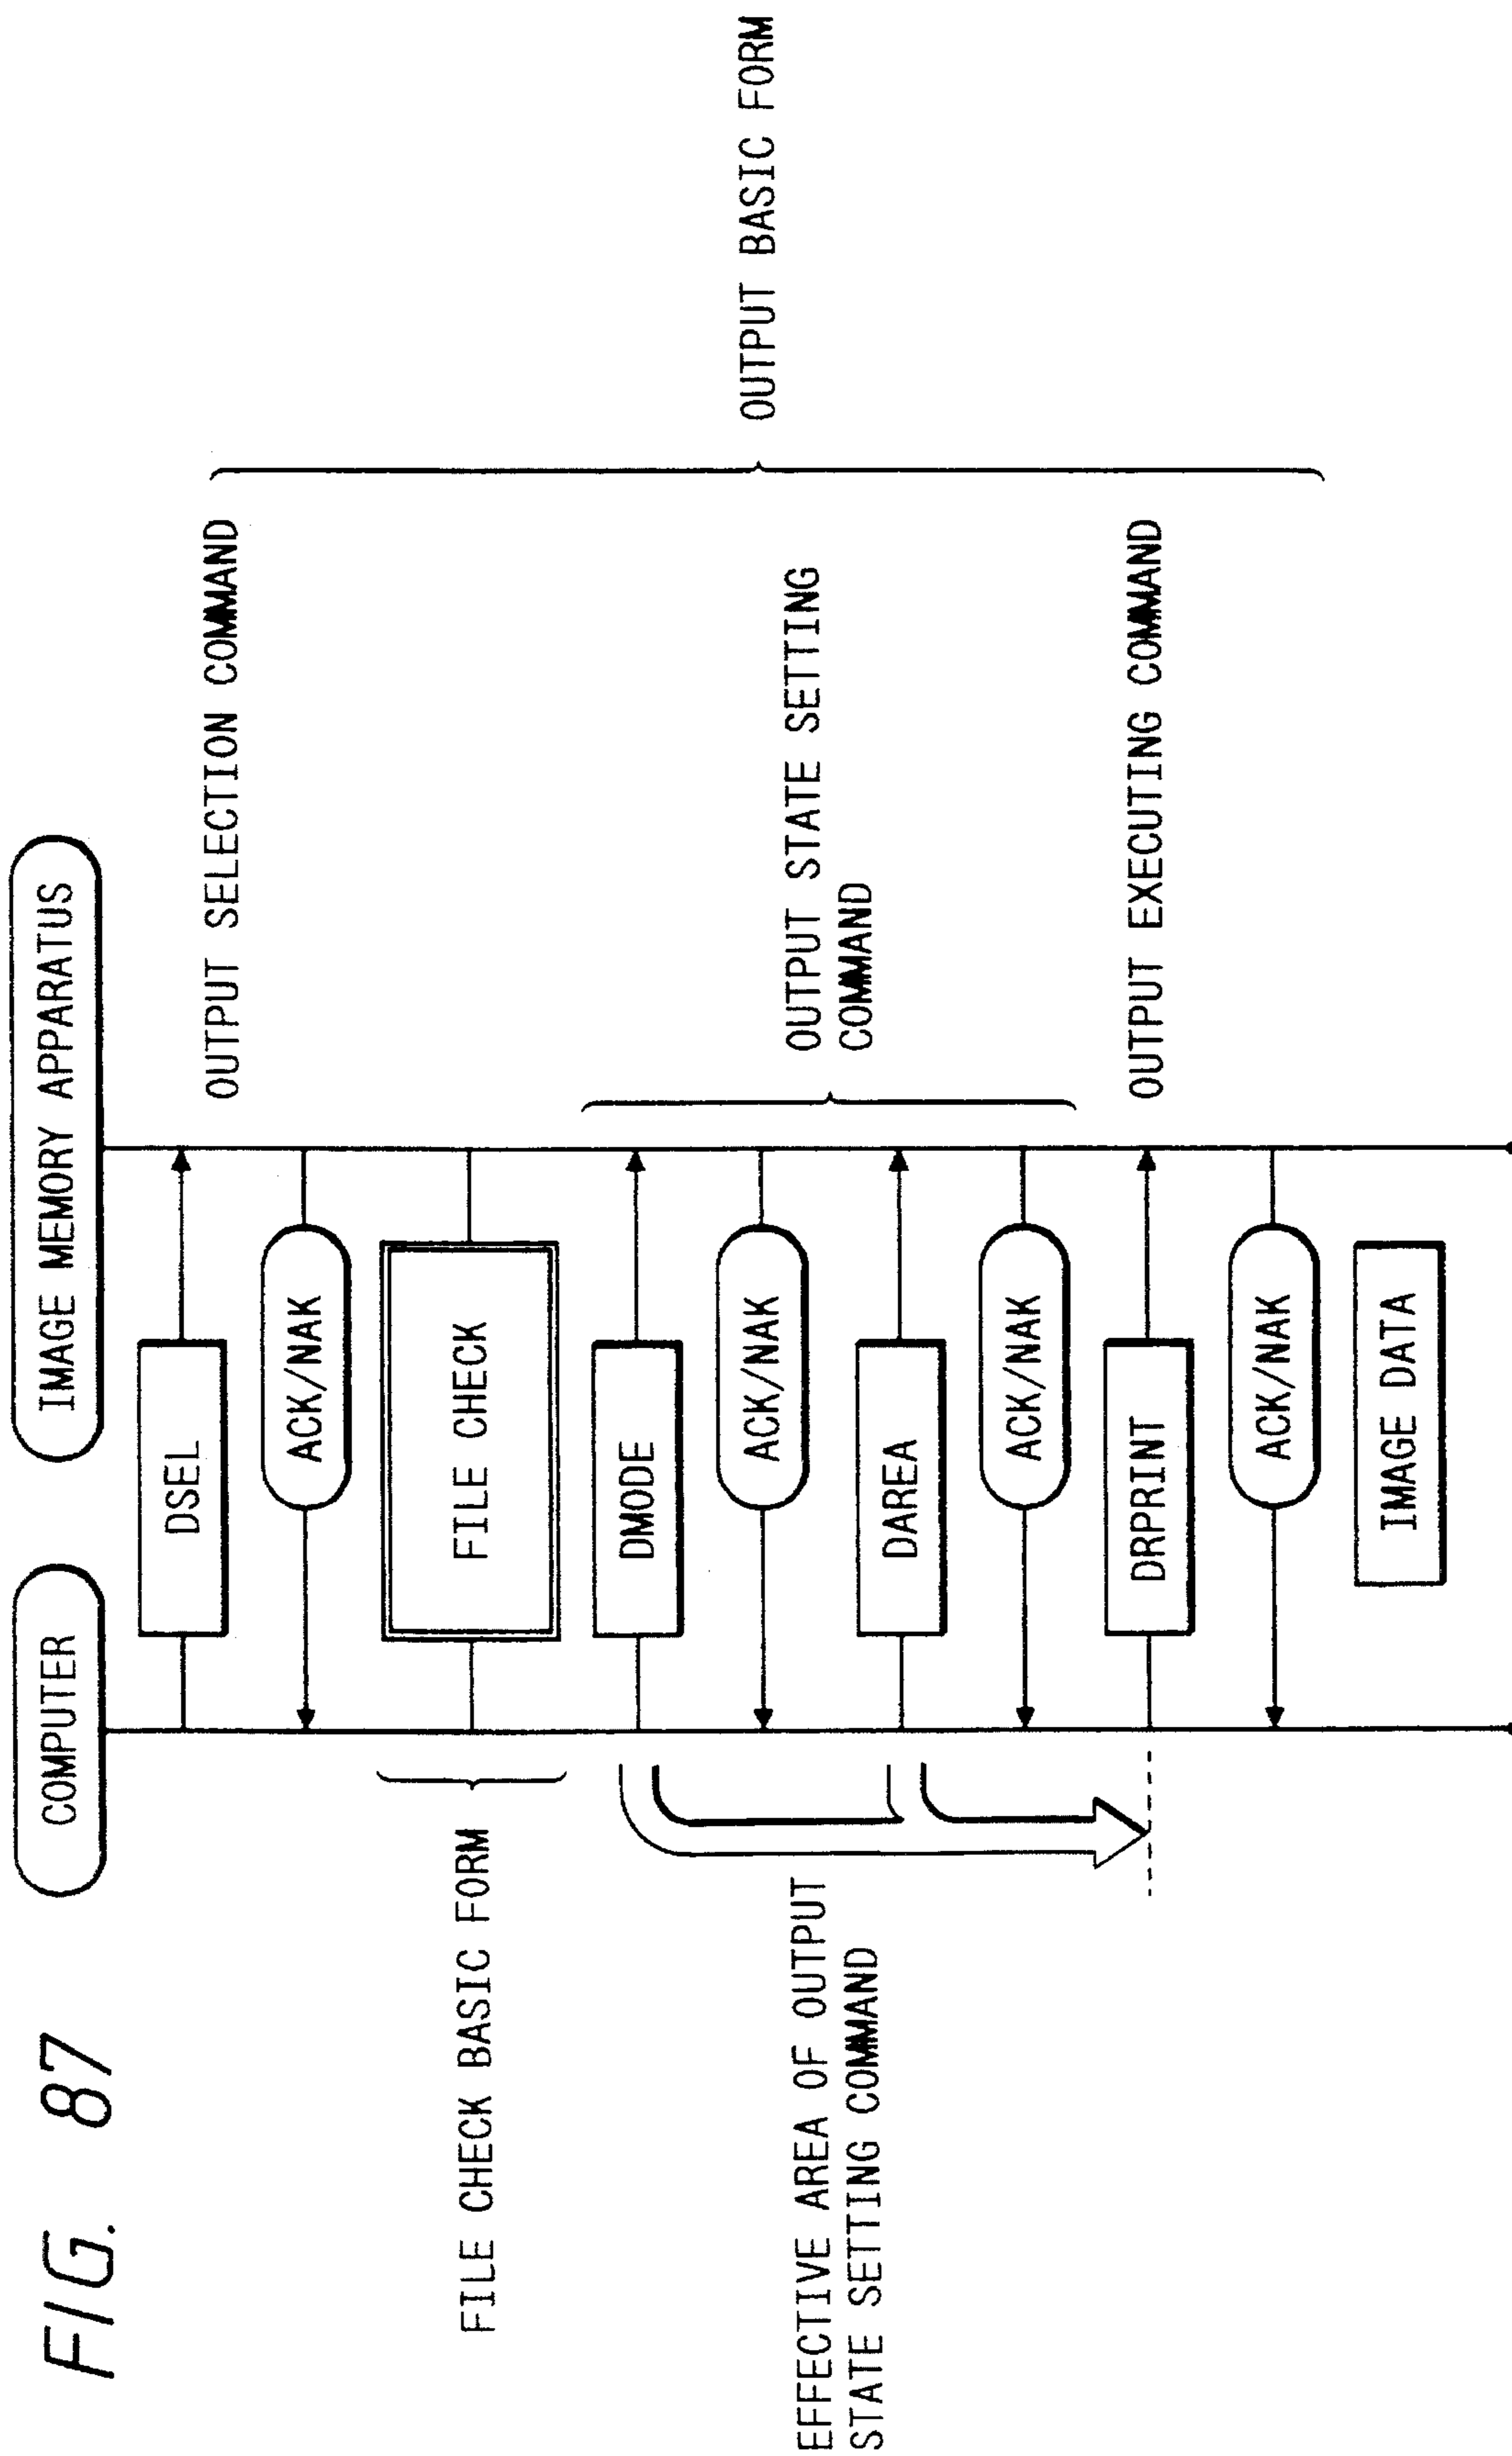 FIG. 87
COMPUTER
IMAGE MEMORY APPARATUS
DSEL
OUTPUT SELECTION COMMAND
ACK/NAK
FILE CHECK BASIC FORM
FILE CHECK
DMODE
ACK/NAK
EFFECTIVE AREA OF OUTPUT
STATE SETTING COMMAND
OUTPUT STATE SETTING
COMMAND
OUTPUT BASIC FORM
DAREA
ACK/NAK
DRPRINT
OUTPUT EXECUTING COMMAND
ACK/NAK
IMAGE DATA